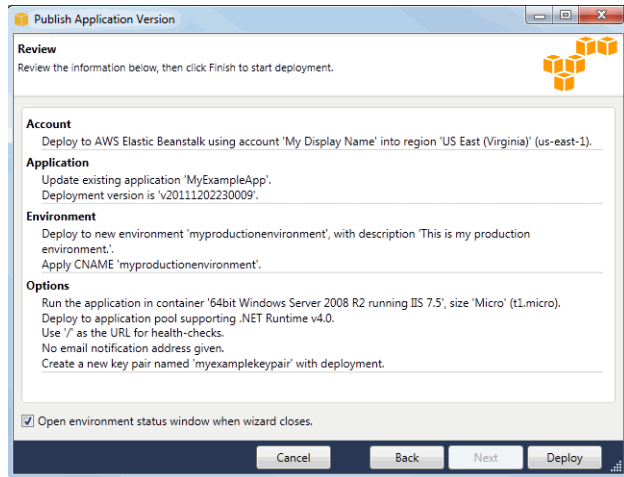 Publish Application Version
Review
Review the information below, then click Finish to start deployment.
Account
Deploy to AWS Elastic Beanstalk using account 'My Display Name' into region 'US East (Virginia)' (us-east-1).
Application
Update existing application 'MyExampleApp'.
Deployment version is 'v20111202230009'.
Environment
Deploy to new environment 'myproductionenvironment', with description 'This is my production
environment.'.
Apply CNAME 'myproductionenvironment'.
Options
Run the application in container '64bit Windows Server 2008 R2 running IIS 7.5', size 'Micro' (t1.micro).
Deploy to application pool supporting .NET Runtime v4.0.
Use '/' as the URL for health-checks.
No email notification address given.
Create a new key pair named 'myexamplekeypair' with deployment.
Open environment status window when wizard closes.
Cancel Back Next Deploy